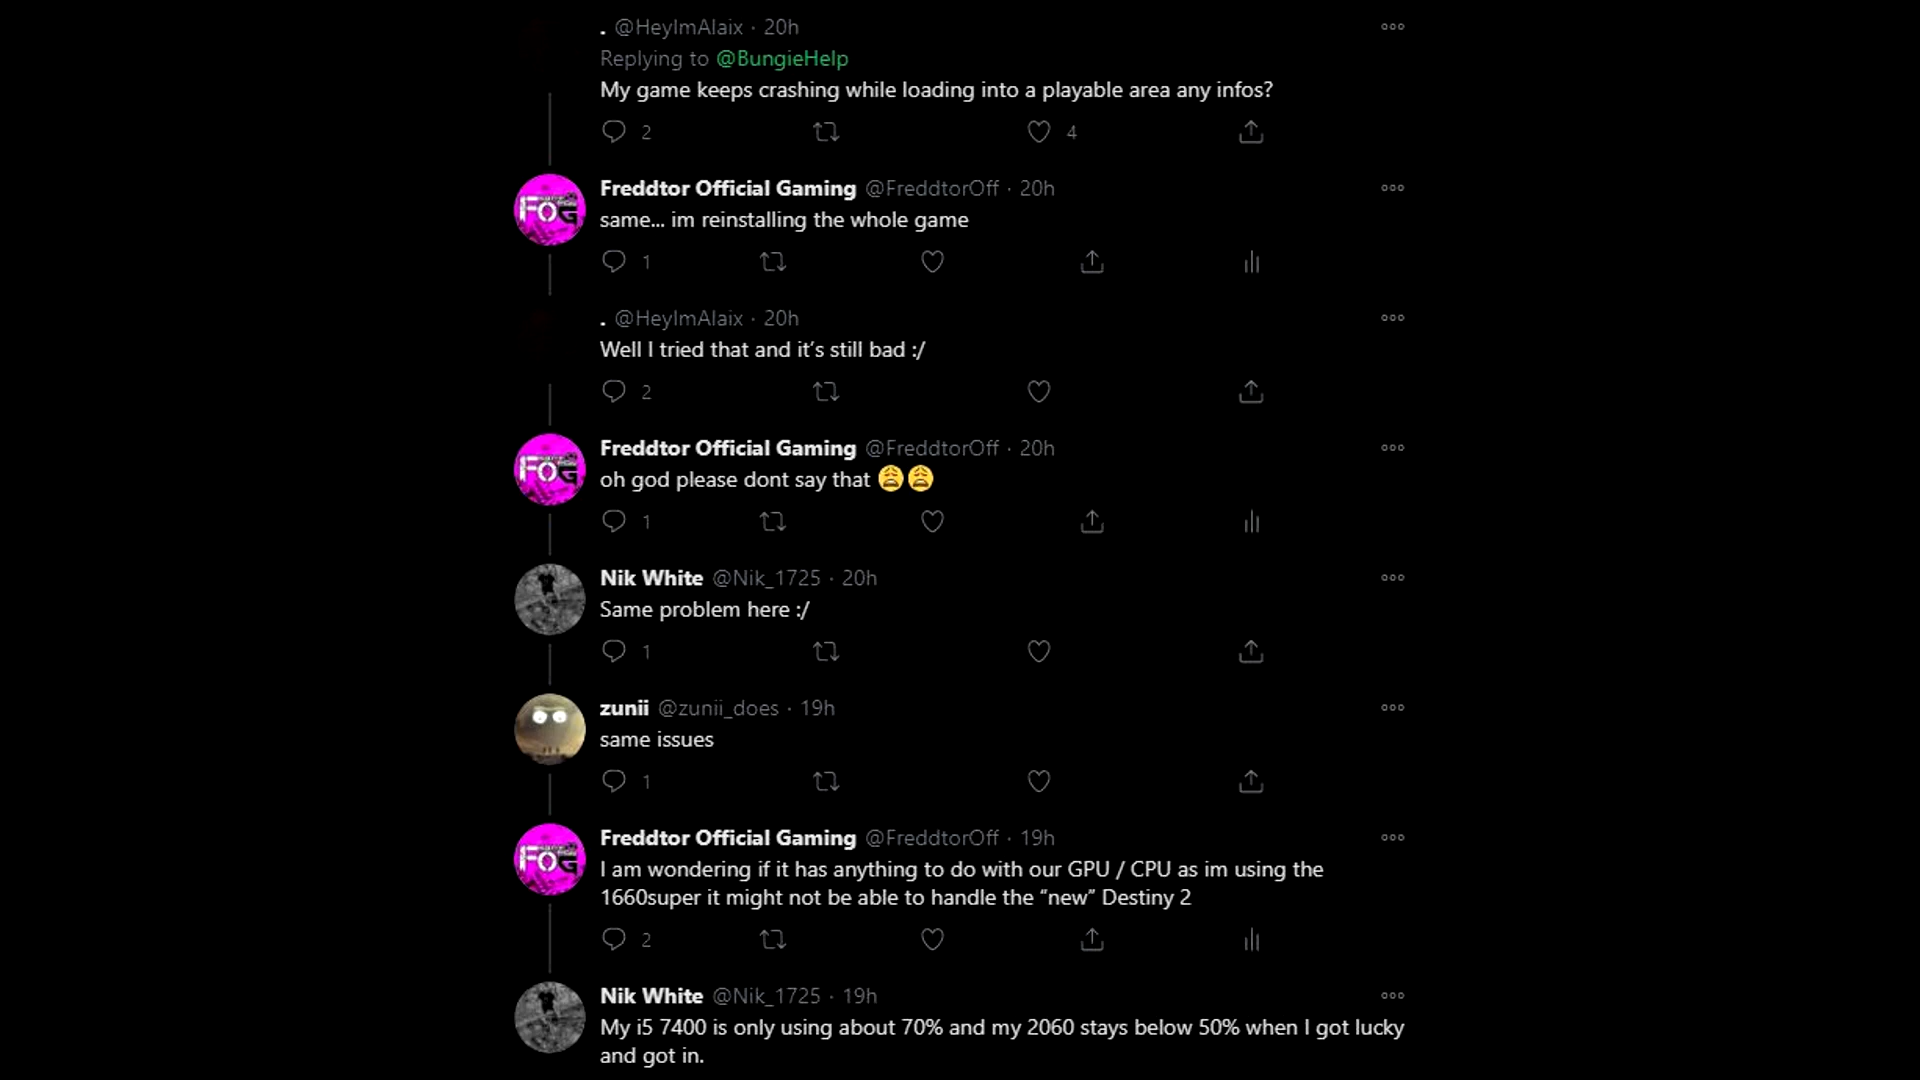 . @HeyImAlaix · 20h
Replying to @BungieHelp
My game keeps crashing while loading into a playable area any infos?
2 4
Freddtor Official Gaming @FreddtorOff · 20h
same... im reinstalling the whole game
FOG
1
. @HeyImAlaix · 20h
Well I tried that and it’s still bad :/
2
Freddtor Official Gaming @FreddtorOff · 20h
oh god please dont say that 😩😩
FOG
1
Nik White @Nik_1725 · 20h
Same problem here :/
1
zunii @zunii_does · 19h
same issues
1
Freddtor Official Gaming @FreddtorOff · 19h
I am wondering if it has anything to do with our GPU / CPU as im using the
FOG
1660super it might not be able to handle the “new” Destiny 2
2
Nik White @Nik_1725 · 19h
My i5 7400 is only using about 70% and my 2060 stays below 50% when I got lucky
and got in.